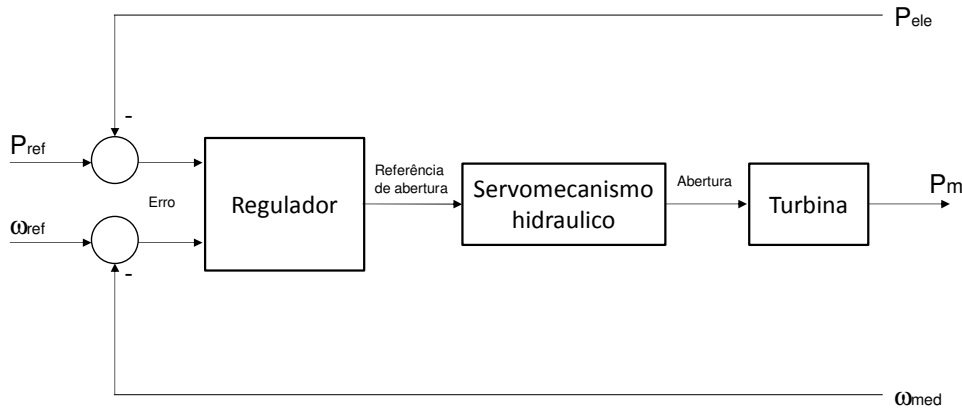 Pele
-
Pref
Erro
ωref
-
Regulador
Referência
de abertura
Servomecanismo
hidraulico
Abertura
Turbina
Pm
ωmed